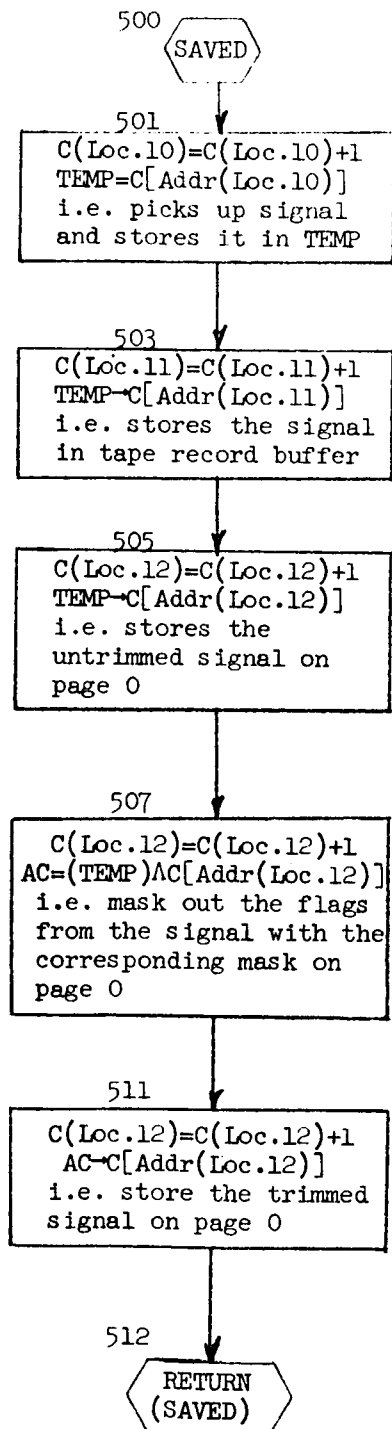 500
SAVED
501
C(Loc.10)=C(Loc.10)+1
TEMP=C[Addr(Loc.10)]
i.e. picks up signal
and stores it in TEMP
503
C(Loc.11)=C(Loc.11)+1
TEMP→C[Addr(Loc.11)]
i.e. stores the signal
in tape record buffer
505
C(Loc.12)=C(Loc.12)+1
TEMP→C[Addr(Loc.12)]
i.e. stores the
untrimmed signal on
page 0
507
C(Loc.12)=C(Loc.12)+1
AC=(TEMP)ΛC[Addr(Loc.12)]
i.e. mask out the flags
from the signal with the
corresponding mask on
page 0
511
C(Loc.12)=C(Loc.12)+1
AC→C[Addr(Loc.12)]
i.e. store the trimmed
signal on page 0
512
RETURN
(SAVED)